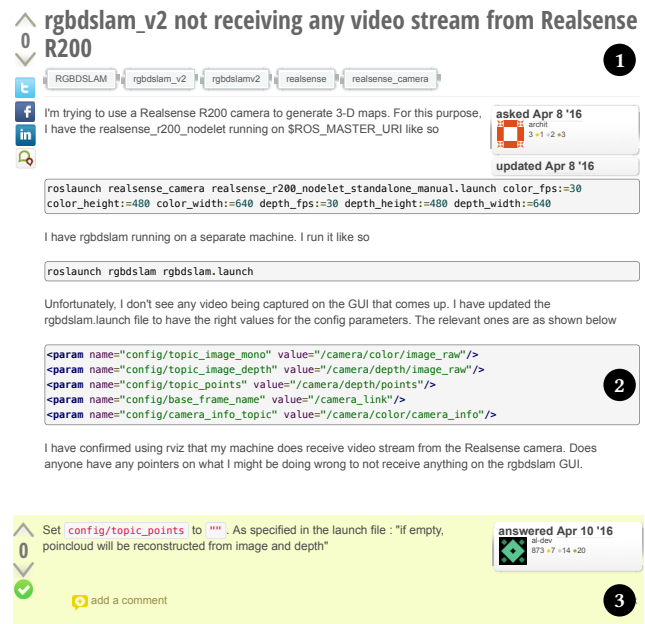 rgbdslam_v2 not receiving any video stream from Realsense
R200
0
1
RGBDSLAM rgbdslam_v2 rgbdslamv2 realsense realsense_camera
I'm trying to use a Realsense R200 camera to generate 3-D maps. For this purpose,
I have the realsense_r200_nodelet running on $ROS_MASTER_URI like so
asked Apr 8 '16
archit
3 ●1 ●2 ●3
updated Apr 8 '16
roslaunch realsense_camera realsense_r200_nodelet_standalone_manual.launch color_fps:=30
color_height:=480 color_width:=640 depth_fps:=30 depth_height:=480 depth_width:=640
I have rgbdslam running on a separate machine. I run it like so
roslaunch rgbdslam rgbdslam.launch
Unfortunately, I don't see any video being captured on the GUI that comes up. I have updated the
rgbdslam.launch file to have the right values for the config parameters. The relevant ones are as shown below
<param name="config/topic_image_mono" value="/camera/color/image_raw"/>
<param name="config/topic_image_depth" value="/camera/depth/image_raw"/>
<param name="config/topic_points" value="/camera/depth/points"/>
<param name="config/base_frame_name" value="/camera_link"/>
<param name="config/camera_info_topic" value="/camera/color/camera_info"/>
2
I have confirmed using rviz that my machine does receive video stream from the Realsense camera. Does
anyone have any pointers on what I might be doing wrong to not receive anything on the rgbdslam GUI.
0
Set config/topic_points to "" . As specified in the launch file : "if empty,
poincloud will be reconstructed from image and depth"
answered Apr 10 '16
al-dev
873 ●7 ●14 ●20
add a comment
3